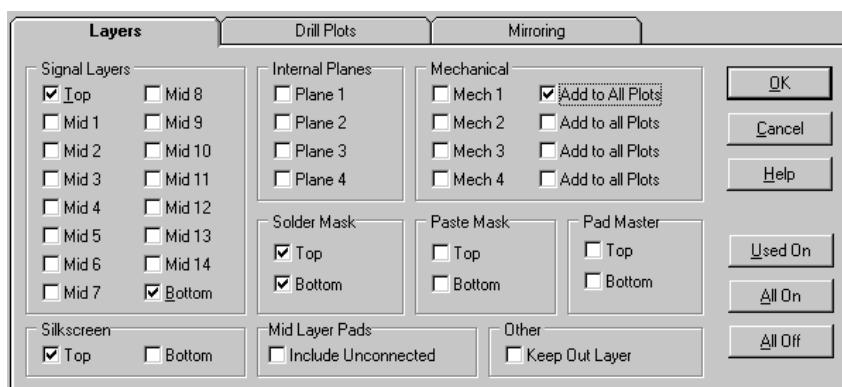 Layers Drill Plots Mirroring
Signal Layers Internal Planes Mechanical
Top Mid 8 Plane 1 Mech 1 Add to All Plots OK
Mid 1 Mid 9 Plane 2 Mech 2 Add to all Plots Cancel
Mid 2 Mid 10 Plane 3 Mech 3 Add to all Plots
Mid 3 Mid 11 Plane 4 Mech 4 Add to all Plots Help
Mid 4 Mid 12
Solder Mask Paste Mask Pad Master
Mid 5 Mid 13 Top Top Top Used On
Mid 6 Mid 14 Bottom Bottom Bottom
Mid 7 Bottom All On
Silkscreen Mid Layer Pads Other
Top Bottom Include Unconnected Keep Out Layer All Off